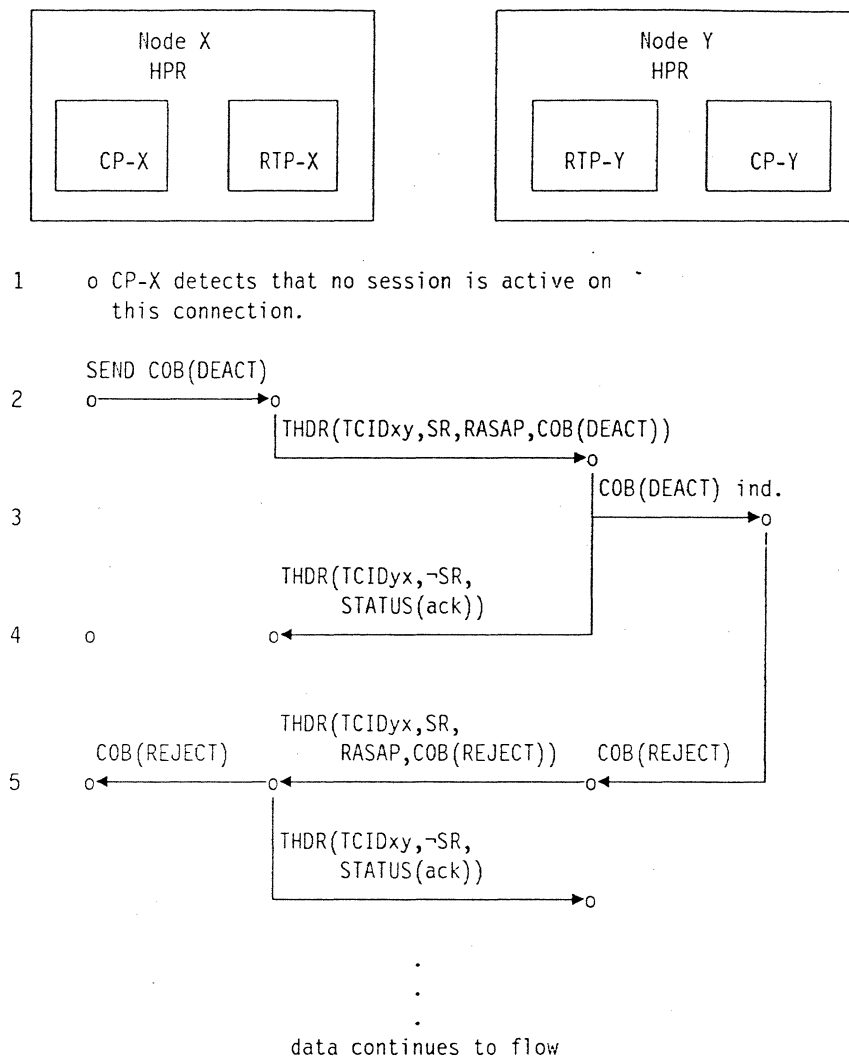 Node X
HPR
Node Y
HPR
CP-X
RTP-X
RTP-Y
CP-Y
1 o CP-X detects that no session is active on
this connection.
SEND COB(DEACT)
2
THDR(TCIDxy,SR,RASAP,COB(DEACT))
COB(DEACT) ind.
3
THDR(TCIDyx,¬SR,
STATUS(ack))
4
THDR(TCIDyx,SR,
COB(REJECT) RASAP,COB(REJECT)) COB(REJECT)
5
THDR(TCIDxy,¬SR,
STATUS(ack))
.
.
.
data continues to flow